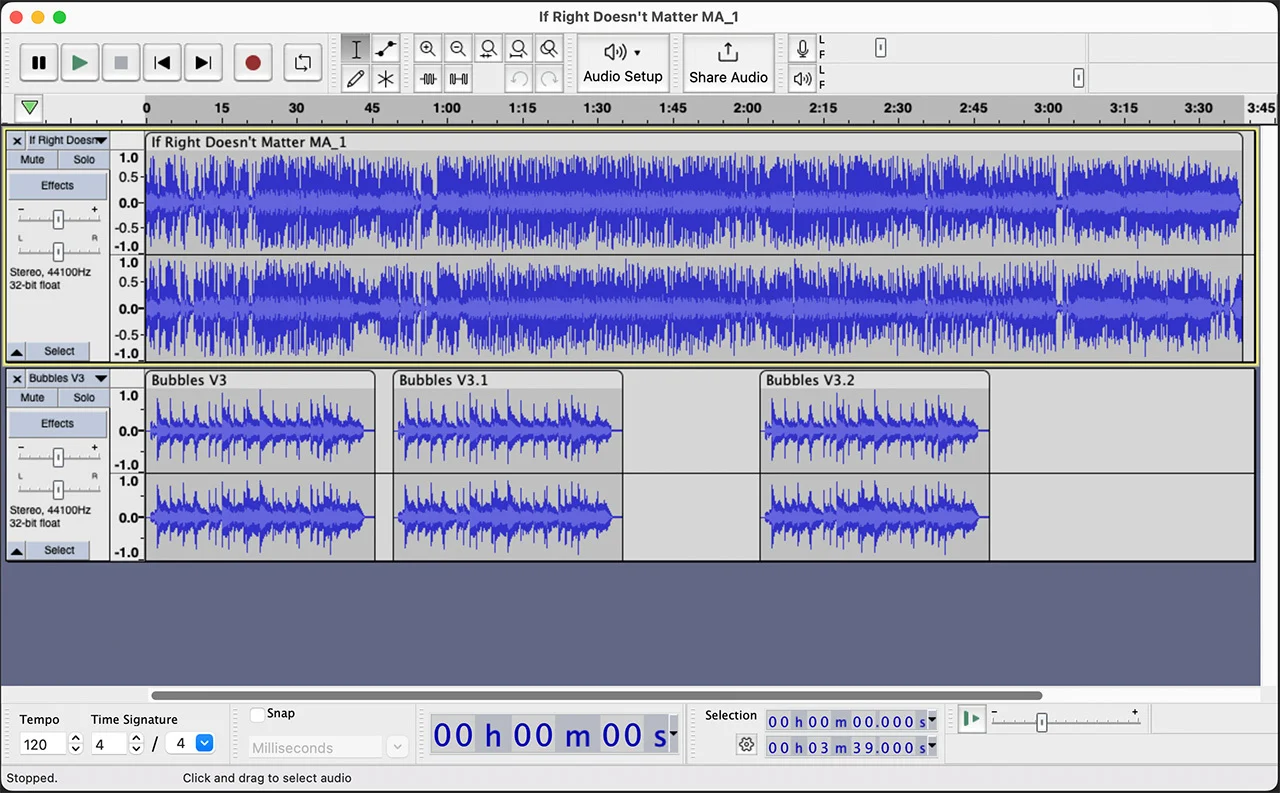 If Right Doesn't Matter MA_1
Audio Setup
Share Audio
L
R
L
R
0 15 30 45 1:00 1:15 1:30 1:45 2:00 2:15 2:30 2:45 3:00 3:15 3:30 3:45
If Right Doesn
Mute Solo
Effects
- +
L R
Stereo, 44100Hz
32-bit float
Select
1.0
0.5
0.0
-0.5
-1.0
1.0
0.5
0.0
-0.5
-1.0
If Right Doesn't Matter MA_1
Bubbles V3
Mute Solo
Effects
- +
L R
Stereo, 44100Hz
32-bit float
Select
1.0
0.0
-1.0
1.0
0.0
-1.0
Bubbles V3 Bubbles V3.1 Bubbles V3.2
Tempo
120
Time Signature
4 / 4
Snap
Milliseconds
00 h 00 m 00 s
Selection
00 h 00 m 00.000 s
00 h 03 m 39.000 s
- +
Stopped. Click and drag to select audio